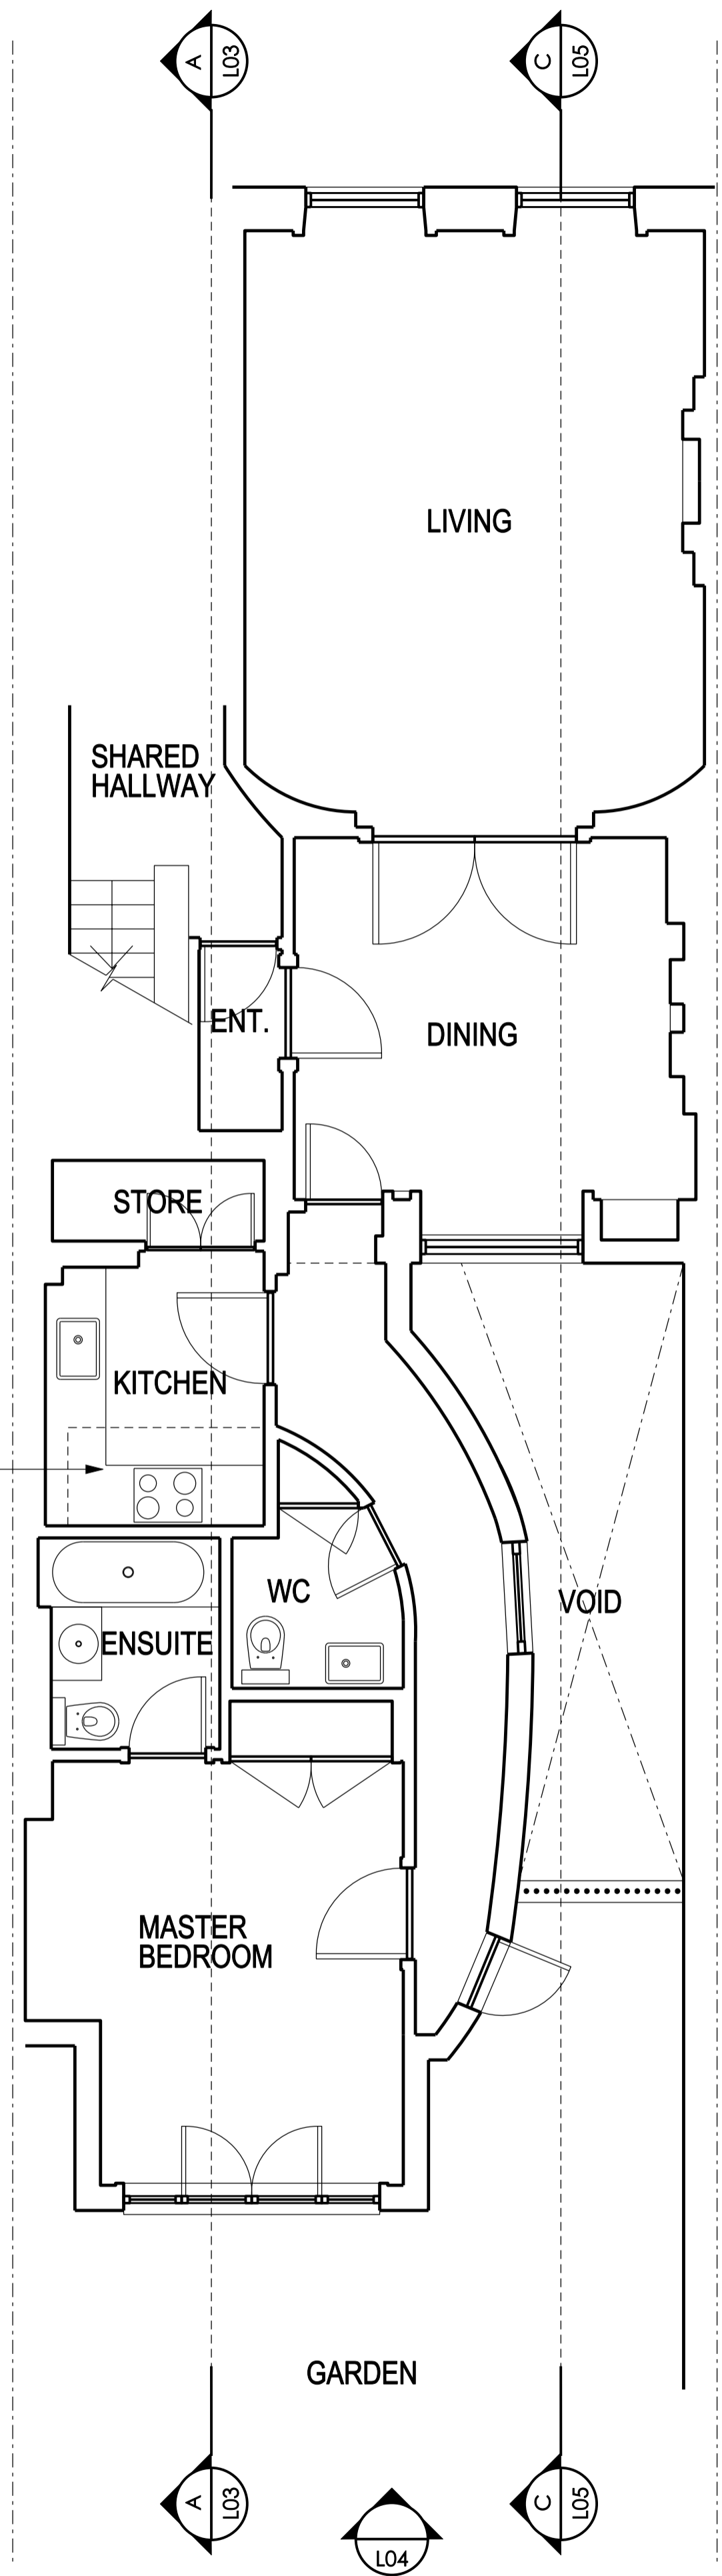 A
L03
C
L05
LIVING
SHARED
HALLWAY
ENT.
DINING
STORE
KITCHEN
WC
VOID
ENSUITE
MASTER
BEDROOM
GARDEN
A
L03
C
L05
L04